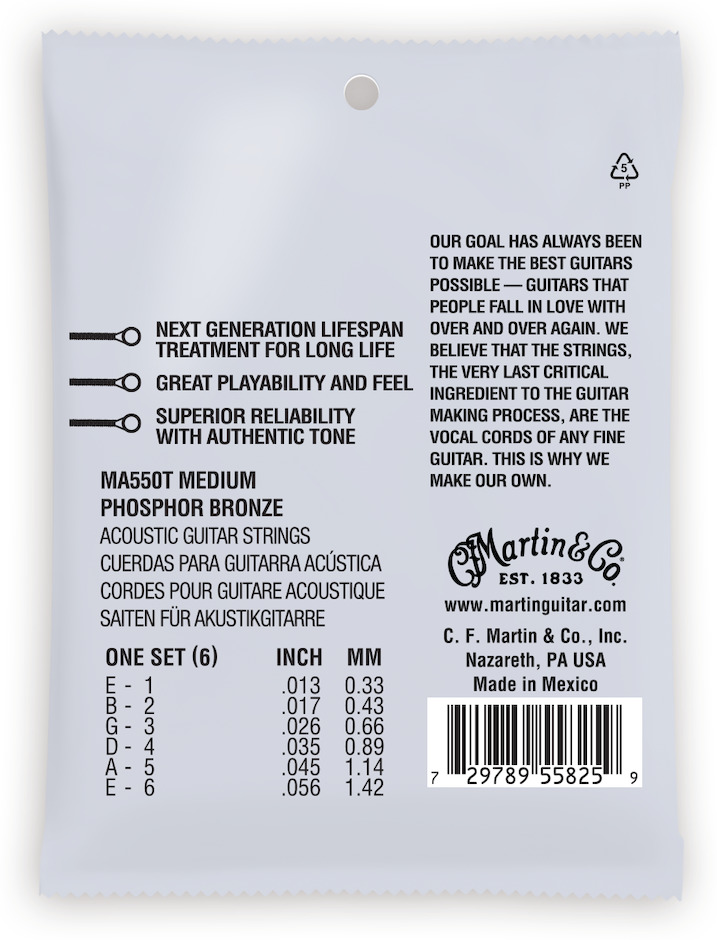 5
PP
OUR GOAL HAS ALWAYS BEEN
TO MAKE THE BEST GUITARS
POSSIBLE — GUITARS THAT
PEOPLE FALL IN LOVE WITH
OVER AND OVER AGAIN. WE
BELIEVE THAT THE STRINGS,
THE VERY LAST CRITICAL
INGREDIENT TO THE GUITAR
MAKING PROCESS, ARE THE
VOCAL CORDS OF ANY FINE
GUITAR. THIS IS WHY WE
MAKE OUR OWN.
NEXT GENERATION LIFESPAN
TREATMENT FOR LONG LIFE
GREAT PLAYABILITY AND FEEL
SUPERIOR RELIABILITY
WITH AUTHENTIC TONE
MA550T MEDIUM
PHOSPHOR BRONZE
ACOUSTIC GUITAR STRINGS
CUERDAS PARA GUITARRA ACÚSTICA
CORDES POUR GUITARE ACOUSTIQUE
SAITEN FÜR AKUSTIKGITARRE
ONE SET (6) INCH MM
E - 1 .013 0.33
B - 2 .017 0.43
G - 3 .026 0.66
D - 4 .035 0.89
A - 5 .045 1.14
E - 6 .056 1.42
CF Martin & Co.®
EST. 1833
www.martinguitar.com
C. F. Martin & Co., Inc.
Nazareth, PA USA
Made in Mexico
7 29789 55825 9